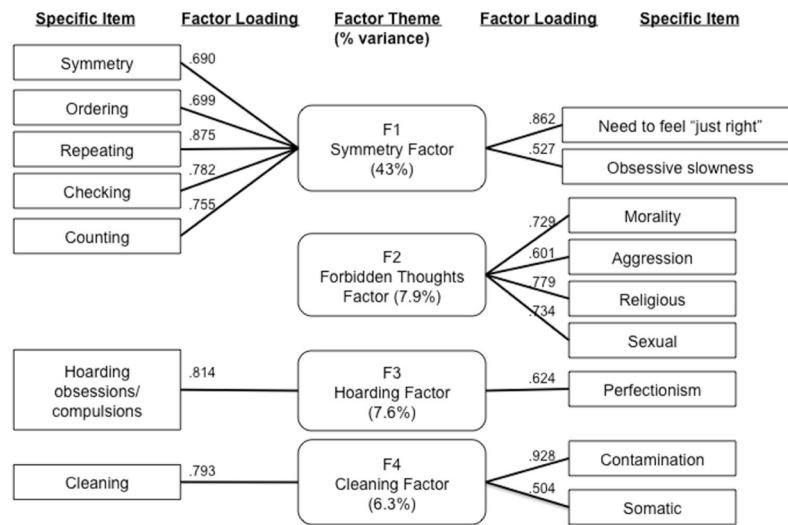 Specific Item Factor Loading Factor Theme Factor Loading Specific Item
(% variance)
Symmetry
.690
Ordering
.699
Repeating
.875
Checking
.782
Counting
.755
F1
Symmetry Factor
(43%)
.862
Need to feel "just right"
.527
Obsessive slowness
F2
Forbidden Thoughts
Factor (7.9%)
.729
Morality
.601
Aggression
.779
Religious
.734
Sexual
Hoarding
obsessions/
compulsions
.814
F3
Hoarding Factor
(7.6%)
.624
Perfectionism
Cleaning
.793
F4
Cleaning Factor
(6.3%)
.928
Contamination
.504
Somatic